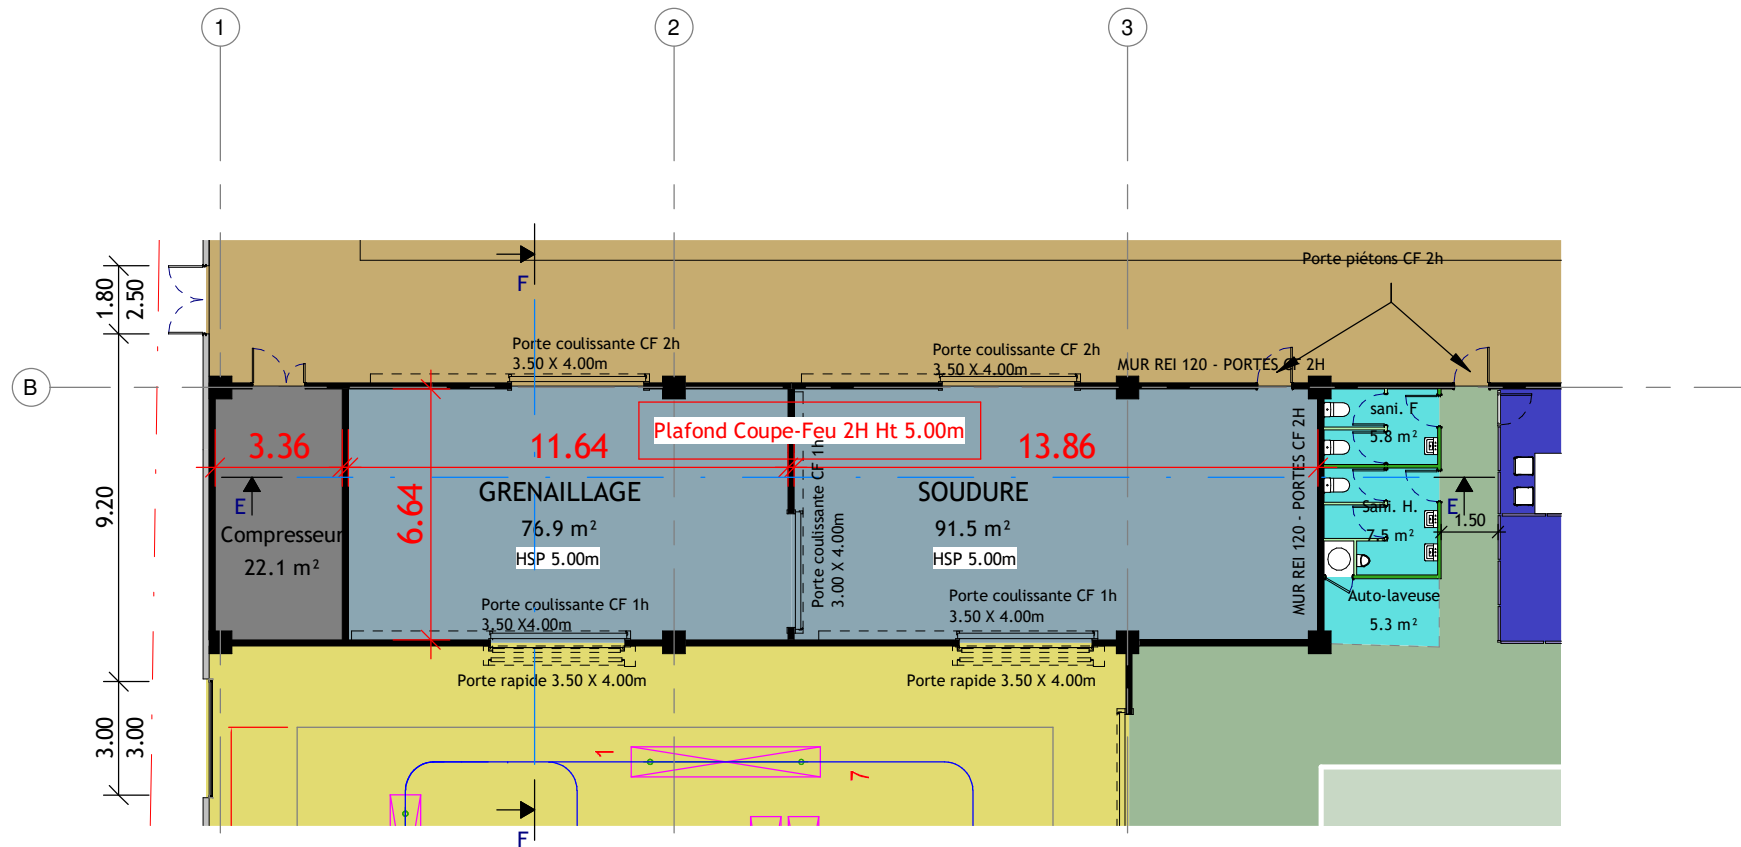 1
2
3
B
1.80
2.50
9.20
3.00
3.00
F
Porte piétons CF 2h
Porte coulissante CF 2h
3.50 X 4.00m
Porte coulissante CF 2h
3.50 X 4.00m
MUR REI 120 - PORTES CF 2H
Plafond Coupe-Feu 2H Ht 5.00m
3.36
11.64
13.86
6.64
E
Compresseur
22.1 m²
GRENAILLAGE
76.9 m²
HSP 5.00m
Porte coulissante CF 1h
3.00 X 4.00m
SOUDURE
91.5 m²
HSP 5.00m
MUR REI 120 - PORTES CF 2H
sani. F
5.8 m²
Sani. H.
7.5 m²
E
1.50
Auto-laveuse
5.3 m²
Porte coulissante CF 1h
3.50 X4.00m
Porte coulissante CF 1h
3.50 X 4.00m
Porte rapide 3.50 X 4.00m
Porte rapide 3.50 X 4.00m
1
7
F